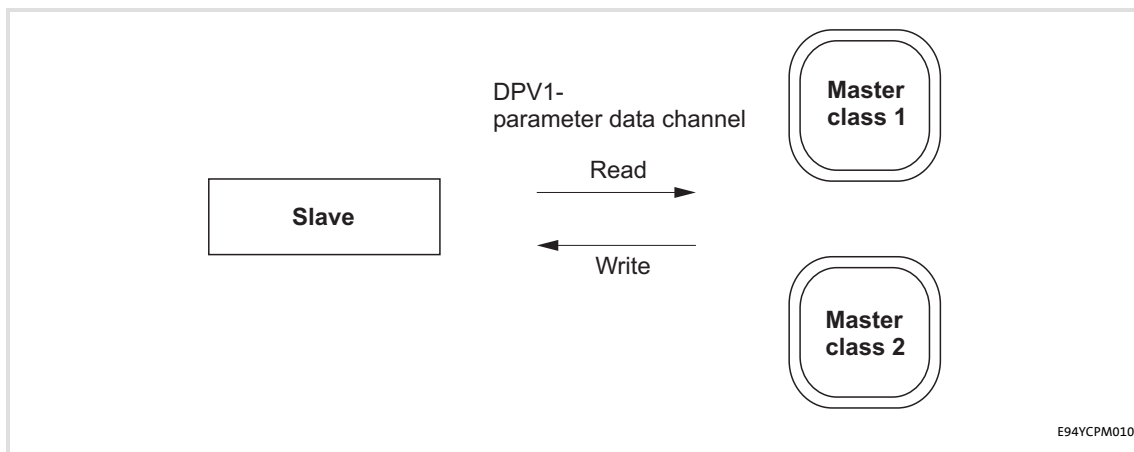 DPV1-
parameter data channel
Master
class 1
Read
Slave
Write
Master
class 2
E94YCPM010